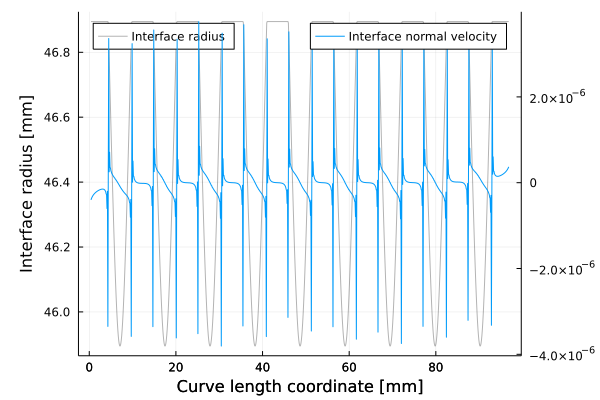 Interface radius
Interface normal velocity
Interface radius [mm]
46.8
46.6
46.4
46.2
46.0
2.0×10⁻⁶
0
−2.0×10⁻⁶
−4.0×10⁻⁶
0 20 40 60 80
Curve length coordinate [mm]